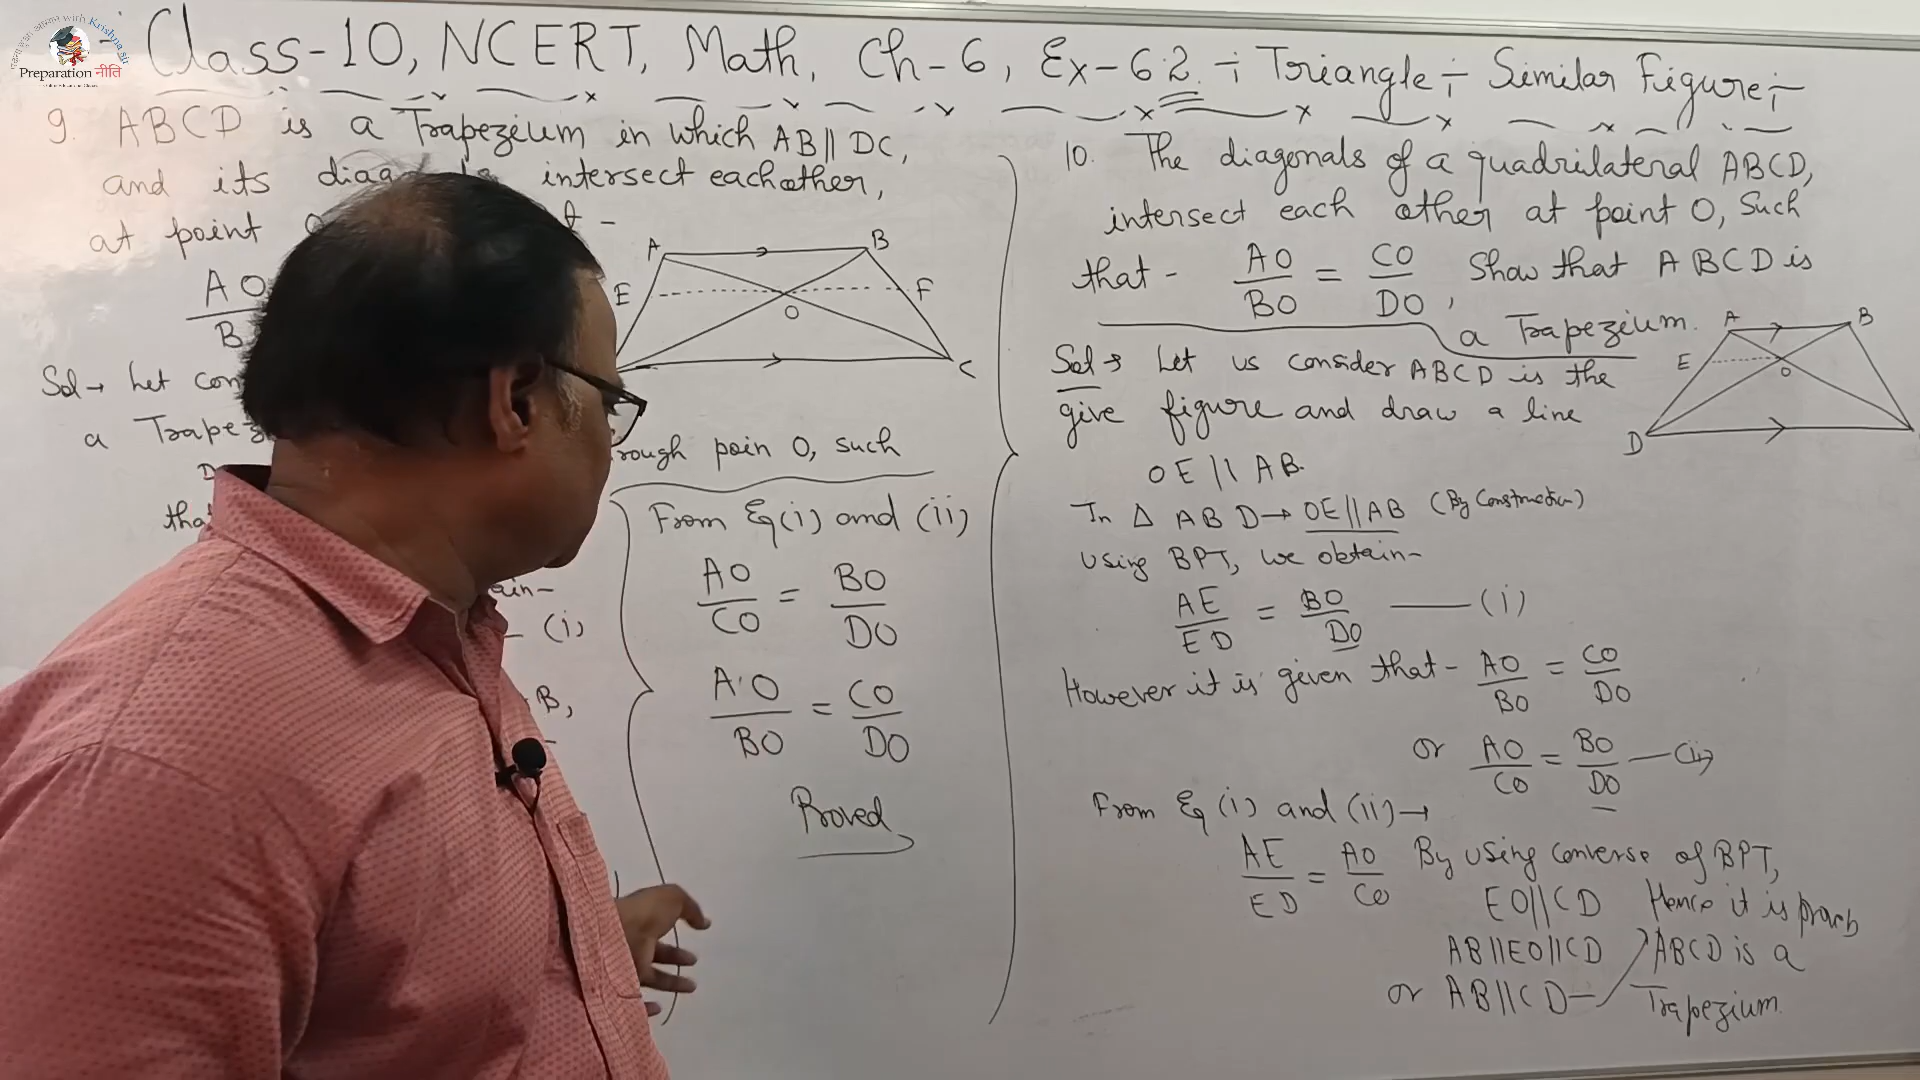 with Krishna sir
Preparation नीति
Class-10, NCERT, Math, Ch-6, Ex-6.2 ÷ Triangle ÷ Similar Figure ÷
9. ABCD is a Trapezium in which AB || DC,
and its intersect eachother,
at point
AO
B
A B
E F
O
C
Sol → Let con
a Trape
rough poin O, such
tha
(i)
B,
From Eq (i) and (ii)
AO/CO = BO/DO
AO/BO = CO/DO
Proved
10. The diagonals of a quadrilateral ABCD,
intersect each other at point O, Such
that - AO/BO = CO/DO, Show that ABCD is
a Trapezium.
A B
E
O
D
Sol → Let us consider ABCD is the
give figure and draw a line
OE || AB.
In Δ ABD → OE || AB (By Construction)
using BPT, we obtain-
AE/ED = BO/DO — (i)
However it is given that - AO/BO = CO/DO
or AO/CO = BO/DO — (ii)
From Eq (i) and (ii) →
AE/ED = AO/CO By using Converse of BPT,
EO || CD Hence it is
AB || EO || CD ABCD is a
or AB || CD — Trapezium.